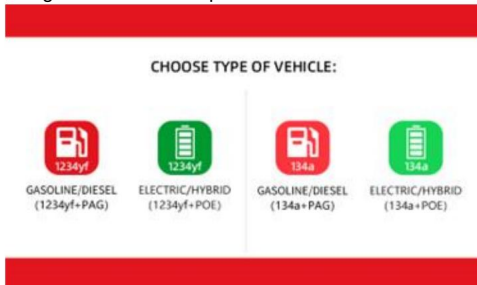 CHOOSE TYPE OF VEHICLE:
1234yf
GASOLINE/DIESEL
(1234yf+PAG)
1234yf
ELECTRIC/HYBRID
(1234yf+POE)
134a
GASOLINE/DIESEL
(134a+PAG)
134a
ELECTRIC/HYBRID
(134a+POE)